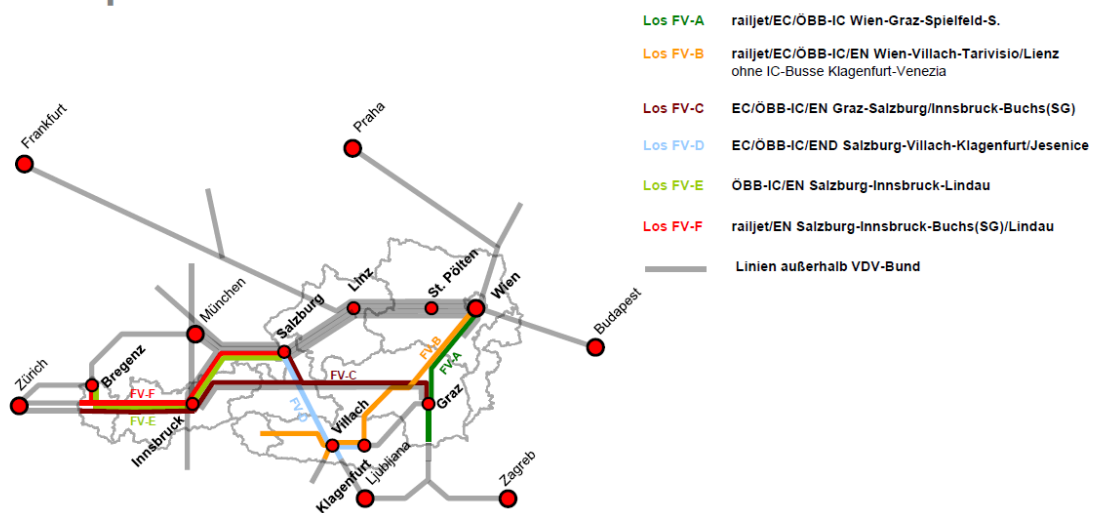 Los FV-A railjet/EC/ÖBB-IC Wien-Graz-Spielfeld-S.
Los FV-B railjet/EC/ÖBB-IC/EN Wien-Villach-Tarivisio/Lienz
ohne IC-Busse Klagenfurt-Venezia
Los FV-C EC/ÖBB-IC/EN Graz-Salzburg/Innsbruck-Buchs(SG)
Los FV-D EC/ÖBB-IC/END Salzburg-Villach-Klagenfurt/Jesenice
Los FV-E ÖBB-IC/EN Salzburg-Innsbruck-Lindau
Los FV-F railjet/EN Salzburg-Innsbruck-Buchs(SG)/Lindau
Linien außerhalb VDV-Bund
Frankfurt
Praha
München
Salzburg
Linz
St. Pölten
Wien
Budapest
Zürich
Bregenz
FV-B
FV-A
FV-F
FV-C
FV-E
FV-D
Innsbruck
Villach
Graz
Klagenfurt
Ljubljana
Zagreb